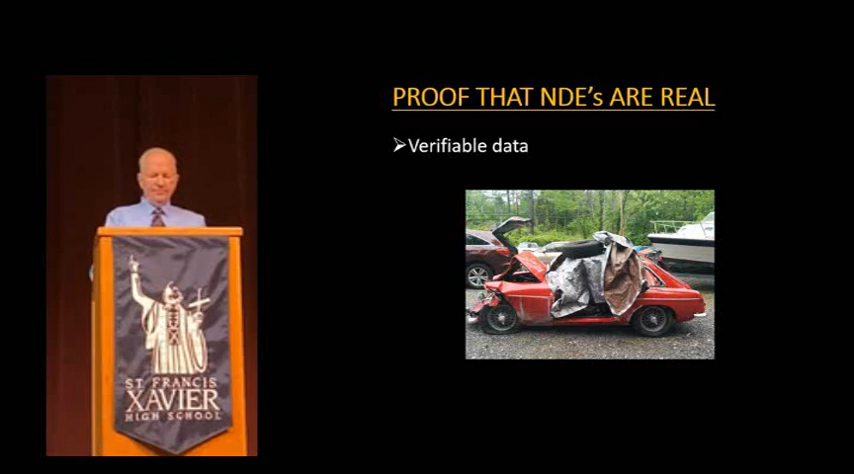 PROOF THAT NDE's ARE REAL
➢Verifiable data
ST. FRANCIS
XAVIER
HIGH SCHOOL